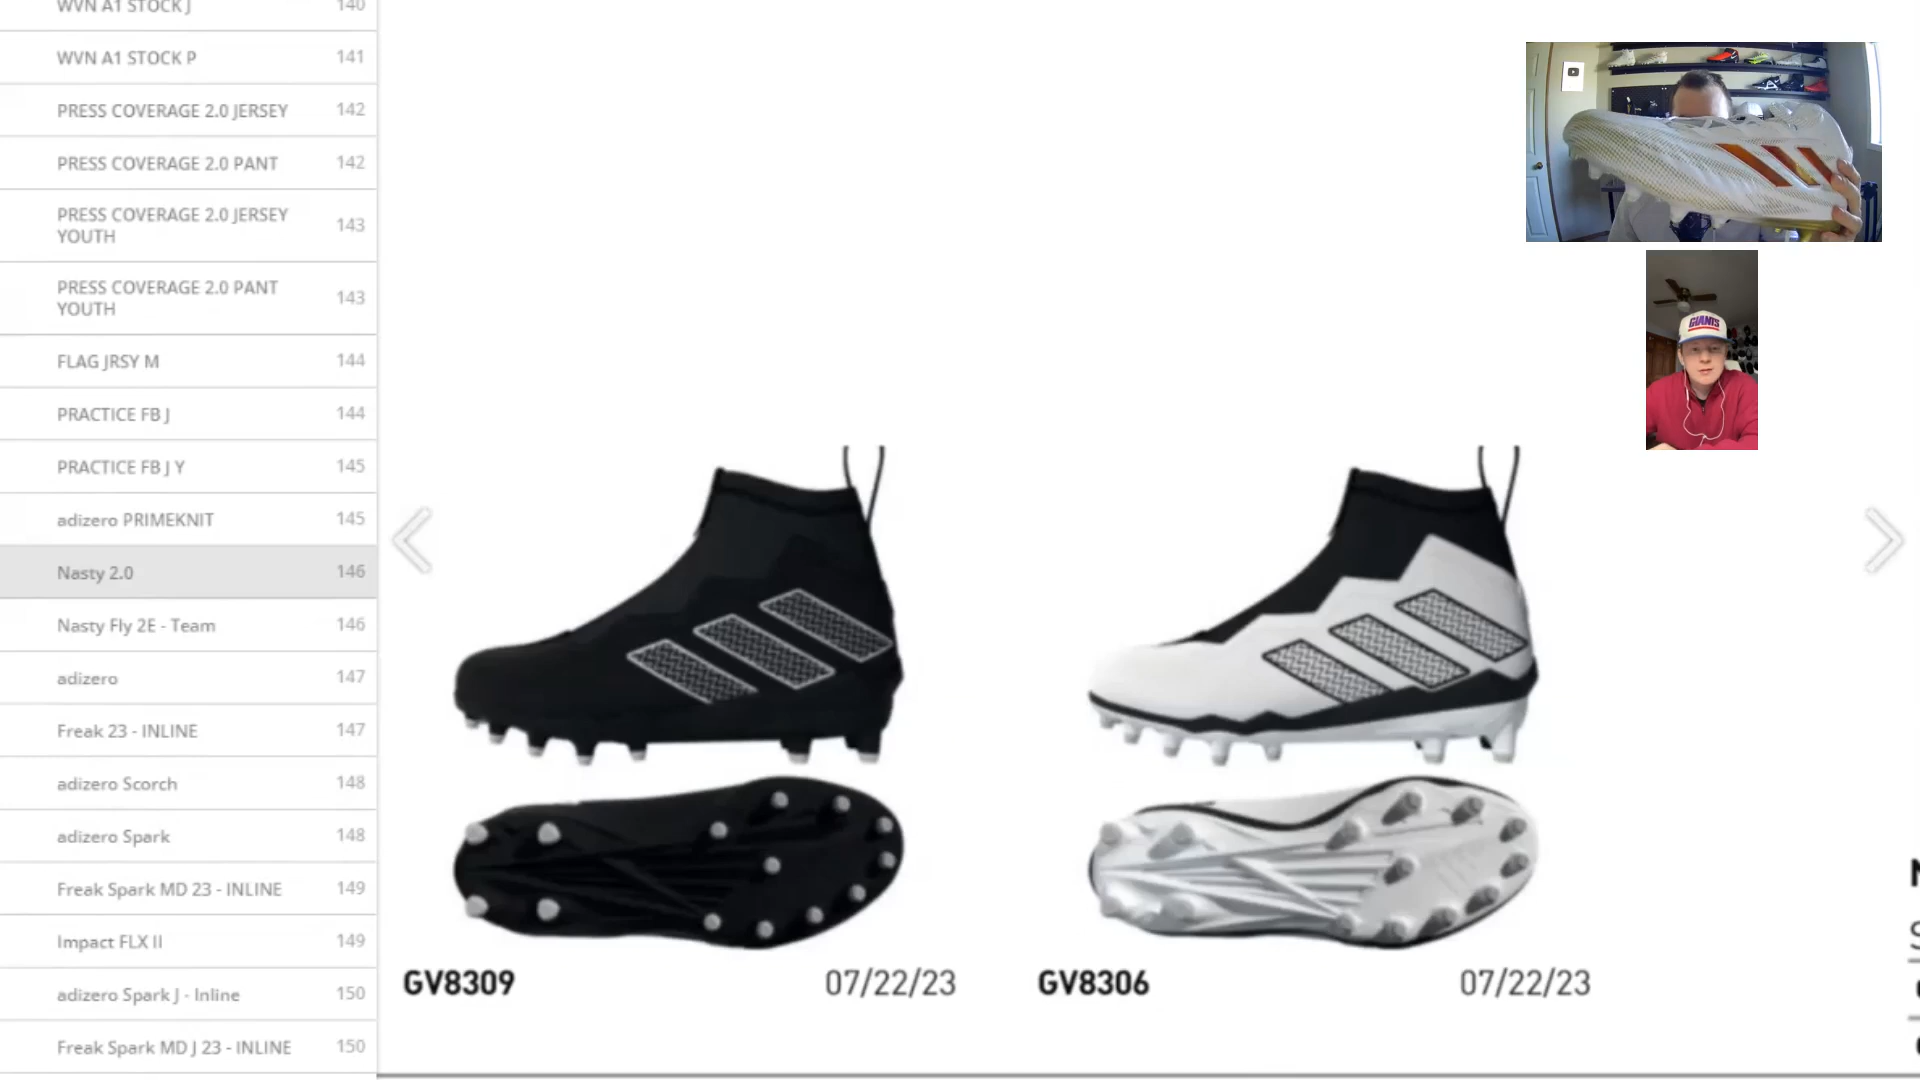 WVN A1 STOCK J 140
WVN A1 STOCK P 141
PRESS COVERAGE 2.0 JERSEY 142
PRESS COVERAGE 2.0 PANT 142
PRESS COVERAGE 2.0 JERSEY
YOUTH 143
PRESS COVERAGE 2.0 PANT
YOUTH 143
FLAG JRSY M 144
PRACTICE FB J 144
PRACTICE FB J Y 145
adizero PRIMEKNIT 145
Nasty 2.0 146
Nasty Fly 2E - Team 146
adizero 147
Freak 23 - INLINE 147
adizero Scorch 148
adizero Spark 148
Freak Spark MD 23 - INLINE 149
Impact FLX II 149
adizero Spark J - Inline 150
Freak Spark MD J 23 - INLINE 150
GIANTS
GV8309 07/22/23
GV8306 07/22/23